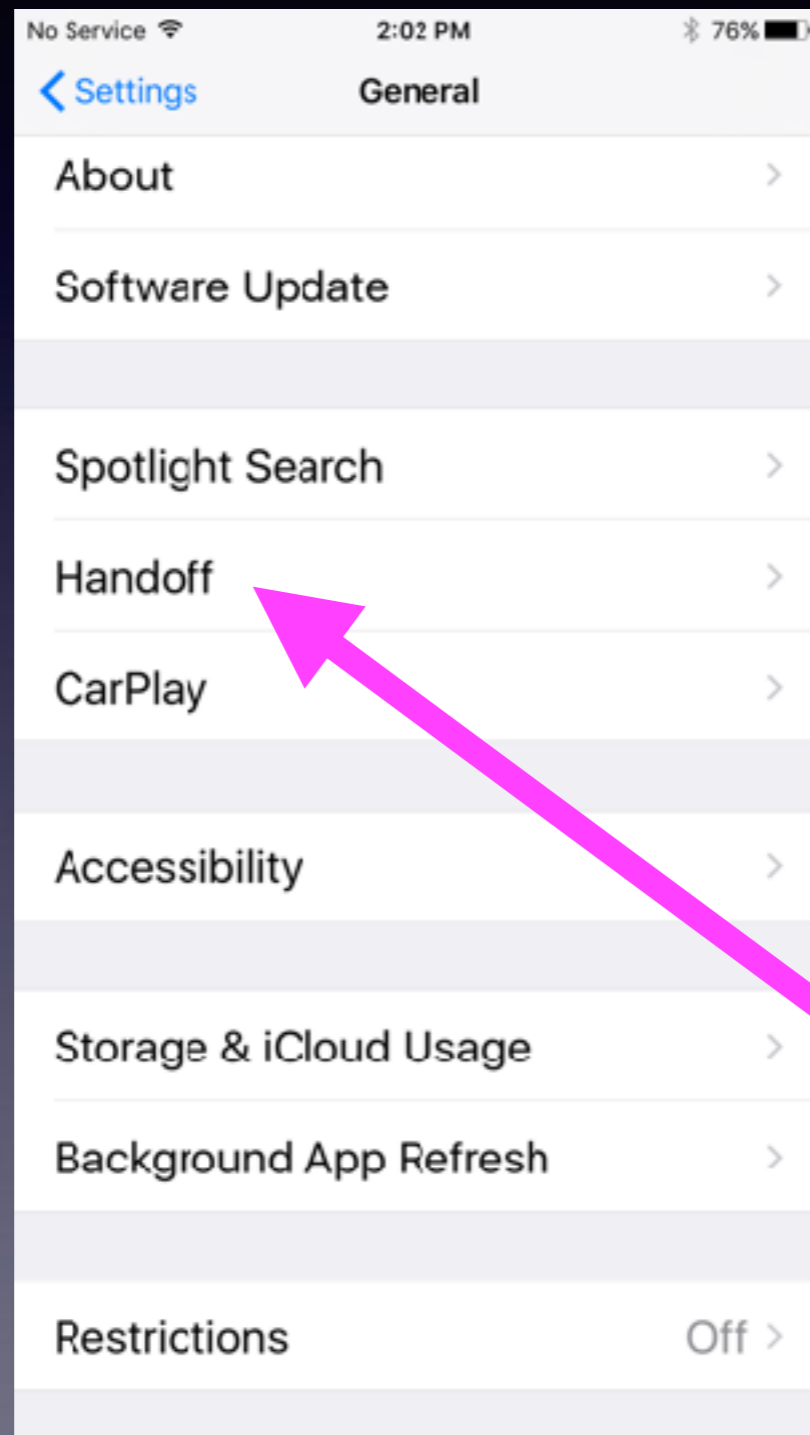 No Service 2:02 PM 76%
Settings General
About
Software Update
Spotlight Search
Handoff
CarPlay
Accessibility
Storage & iCloud Usage
Background App Refresh
Restrictions Off